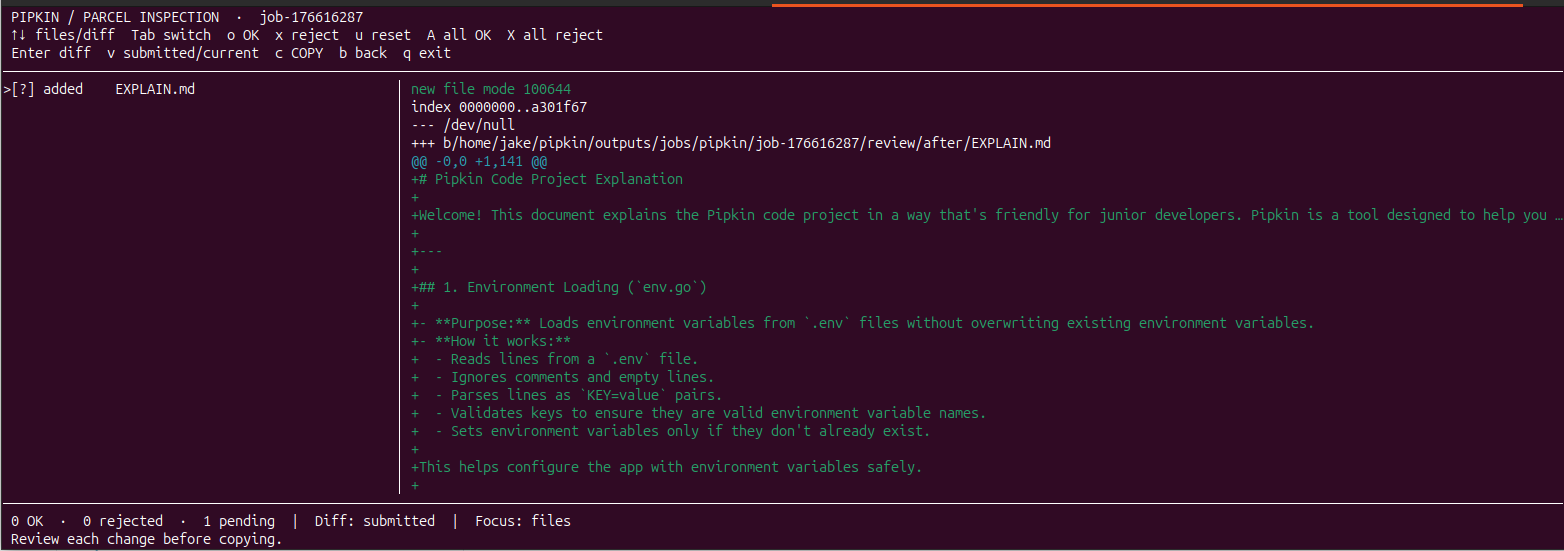 PIPKIN / PARCEL INSPECTION · job-176616287
↑↓ files/diff Tab switch o OK x reject u reset A all OK X all reject
Enter diff v submitted/current c COPY b back q exit
>[?] added EXPLAIN.md
new file mode 100644
index 0000000..a301f67
--- /dev/null
+++ b/home/jake/pipkin/outputs/jobs/pipkin/job-176616287/review/after/EXPLAIN.md
@@ -0,0 +1,141 @@
+# Pipkin Code Project Explanation
+
+Welcome! This document explains the Pipkin code project in a way that's friendly for junior developers. Pipkin is a tool designed to help you …
+
+---
+
+## 1. Environment Loading (`env.go`)
+
+- **Purpose:** Loads environment variables from `.env` files without overwriting existing environment variables.
+- **How it works:**
+  - Reads lines from a `.env` file.
+  - Ignores comments and empty lines.
+  - Parses lines as `KEY=value` pairs.
+  - Validates keys to ensure they are valid environment variable names.
+  - Sets environment variables only if they don't already exist.
+
+This helps configure the app with environment variables safely.
+
0 OK · 0 rejected · 1 pending | Diff: submitted | Focus: files
Review each change before copying.